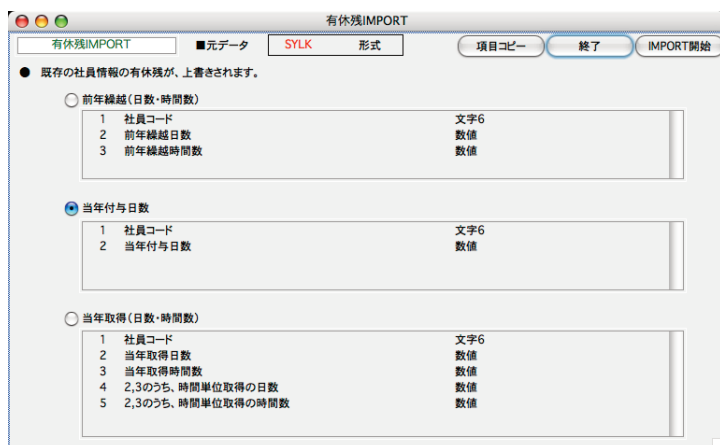 有休残IMPORT
有休残IMPORT ■元データ SYLK 形式 項目コピー 終了 IMPORT開始
● 既存の社員情報の有休残が、上書きされます。
前年繰越(日数・時間数)
1 社員コード 文字6
2 前年繰越日数 数値
3 前年繰越時間数 数値
当年付与日数
1 社員コード 文字6
2 当年付与日数 数値
当年取得(日数・時間数)
1 社員コード 文字6
2 当年取得日数 数値
3 当年取得時間数 数値
4 2,3のうち、時間単位取得の日数 数値
5 2,3のうち、時間単位取得の時間数 数値